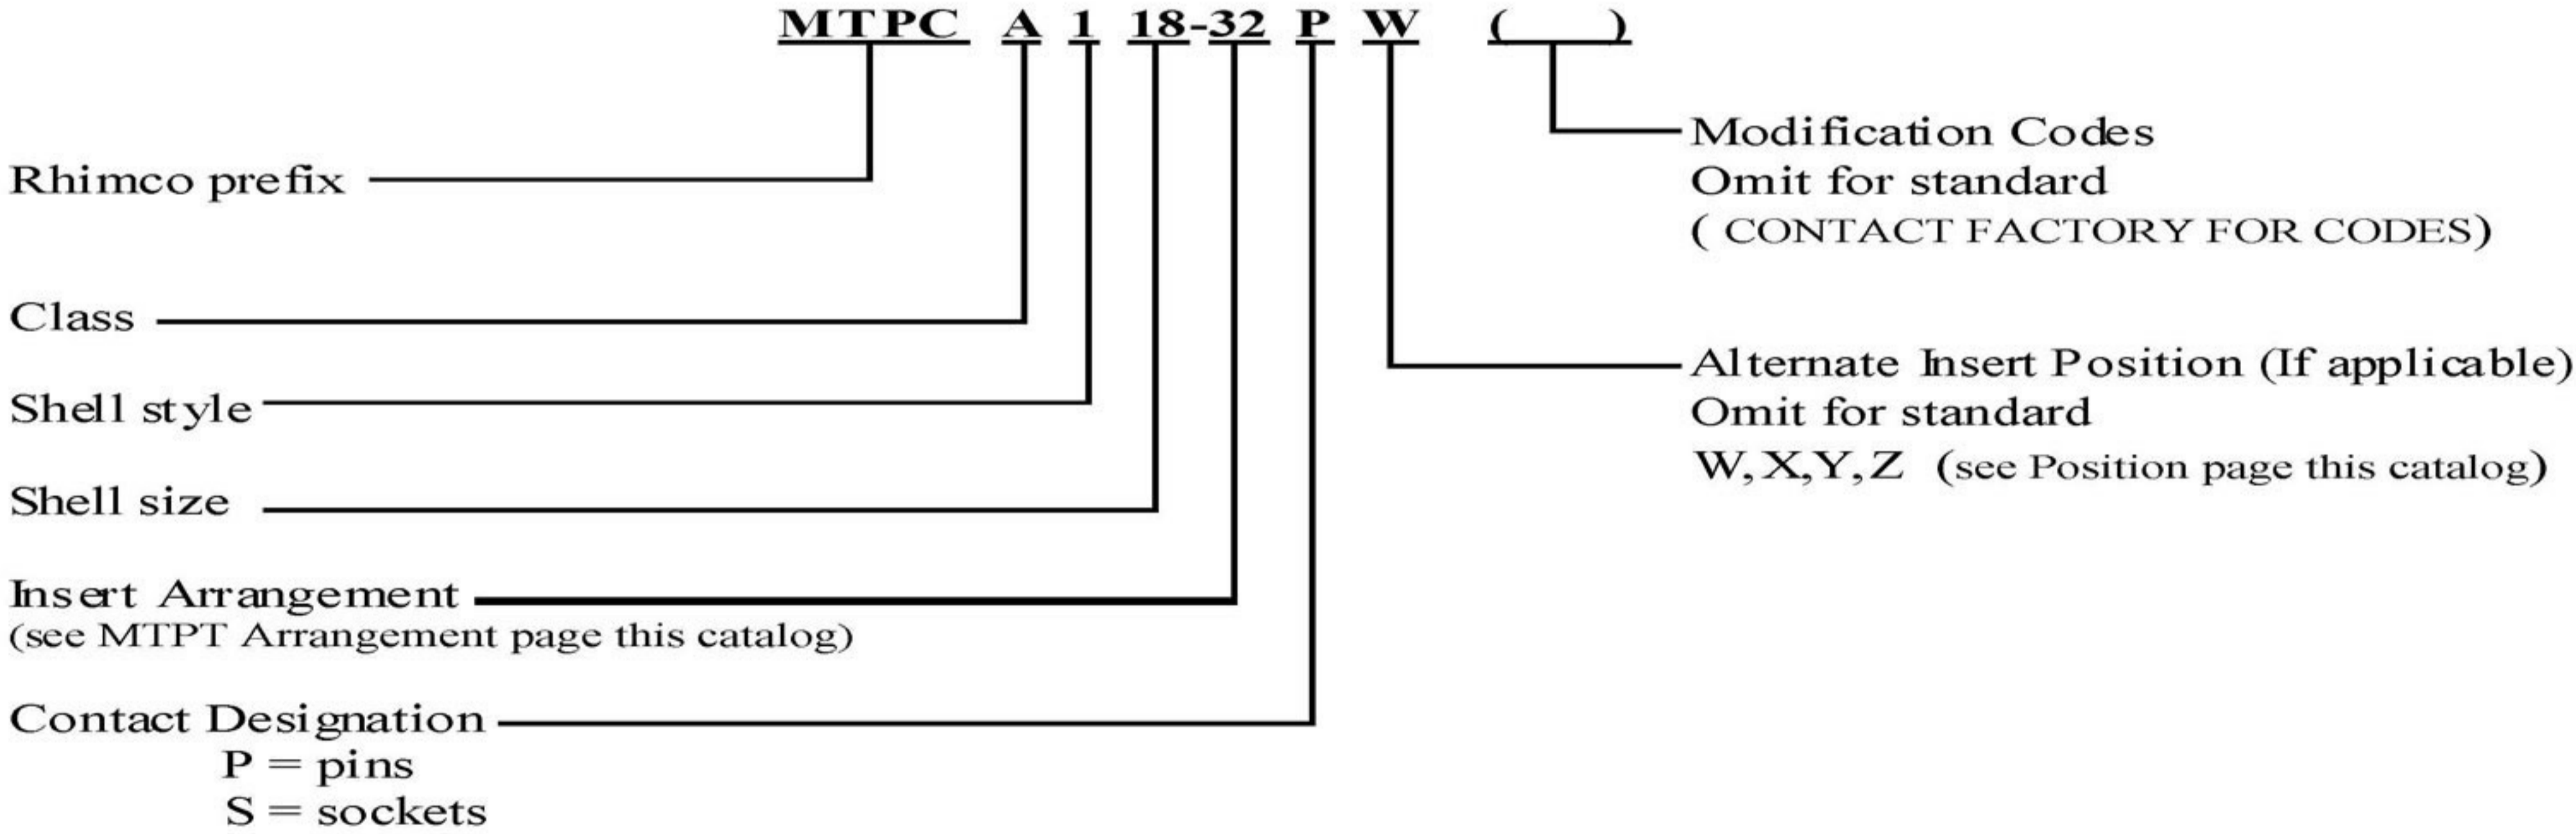 MTPC A 1 18-32 P W ( )
Rhimco prefix
Class
Shell style
Shell size
Insert Arrangement
(see MTPT Arrangement page this catalog)
Contact Designation
P = pins
S = sockets
Modification Codes
Omit for standard
( CONTACT FACTORY FOR CODES)
Alternate Insert Position (If applicable)
Omit for standard
W,X,Y,Z (see Position page this catalog)